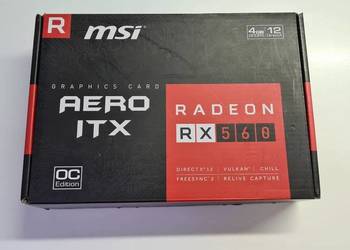 R
msi
4GB 12
GRAPHICS CARD
AERO
ITX
RADEON
RX 560
OC
Edition
DIRECTX 12 | VULKAN | CHILL
FREESYNC 2 | RELIVE CAPTURE